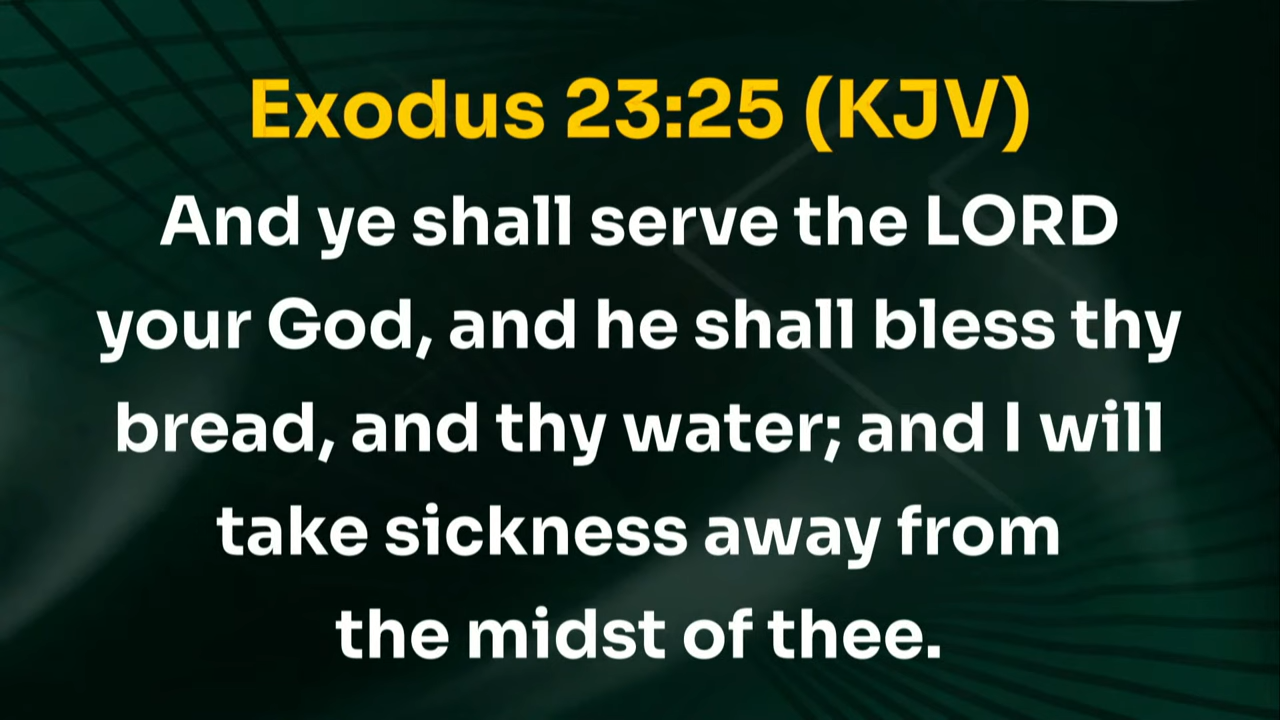 Exodus 23:25 (KJV)
And ye shall serve the LORD
your God, and he shall bless thy
bread, and thy water; and I will
take sickness away from
the midst of thee.